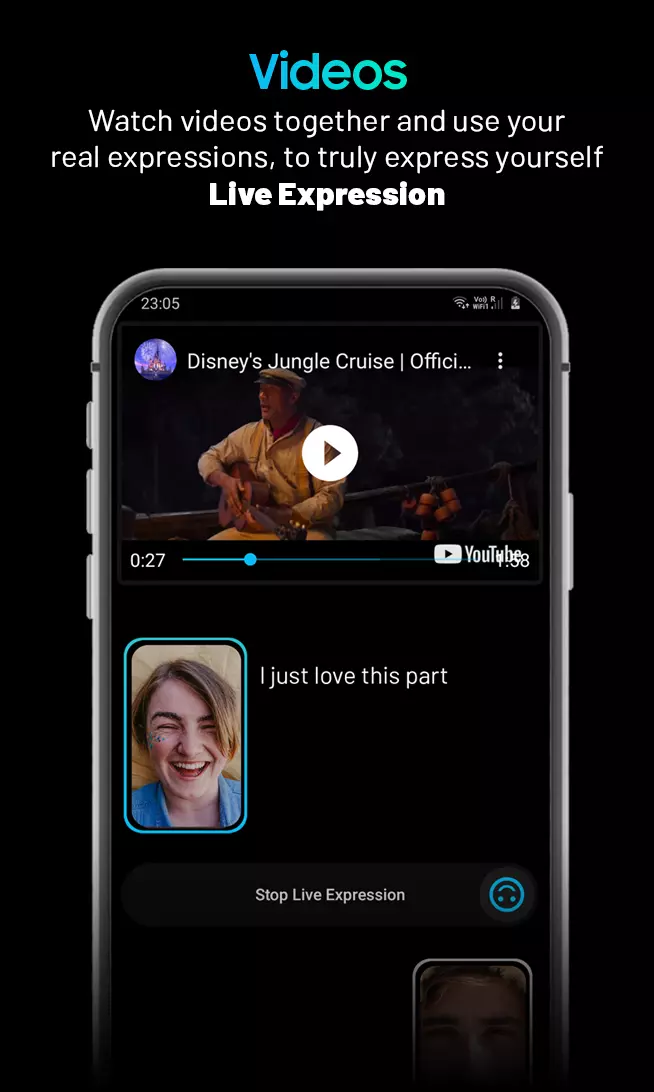 Videos
Watch videos together and use your
real expressions, to truly express yourself
Live Expression
23:05
Vo)) R
WiFi1
Disney's Jungle Cruise | Offici...
0:27
YouTube
1:58
I just love this part
Stop Live Expression